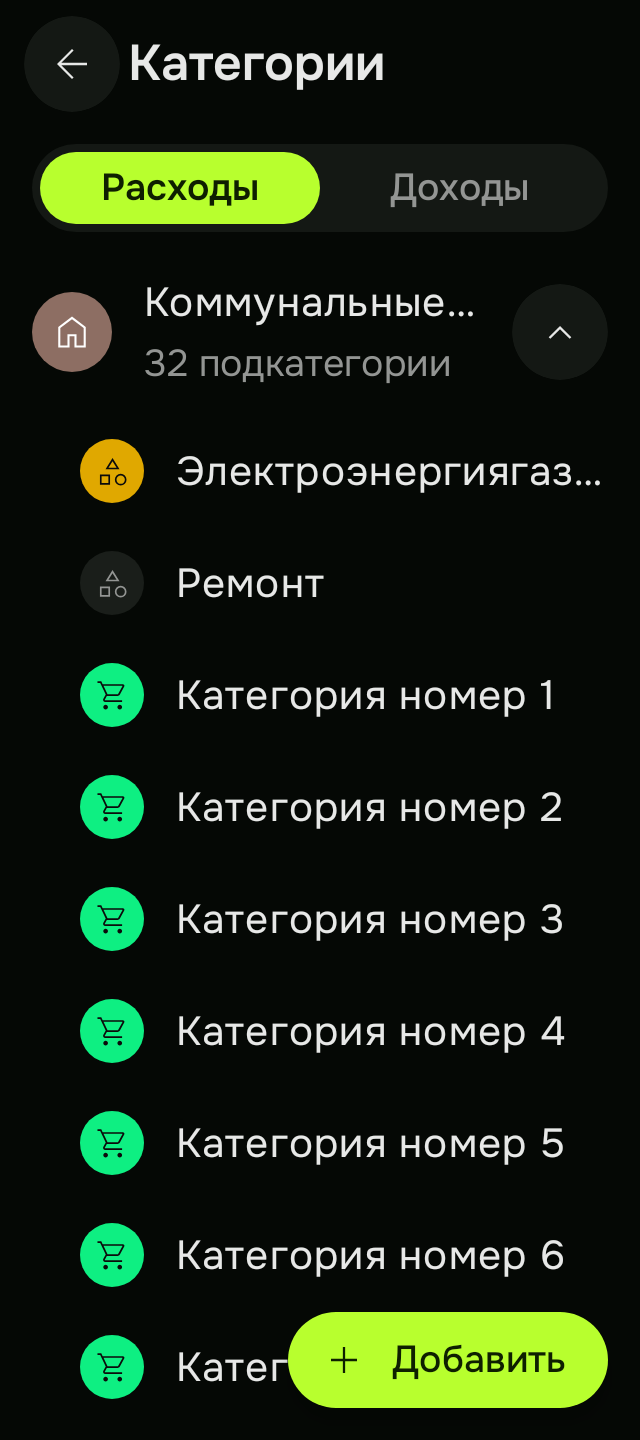 Категории
Расходы
Доходы
Коммунальные...
32 подкатегории
Электроэнергиягаз...
Ремонт
Категория номер 1
Категория номер 2
Категория номер 3
Категория номер 4
Категория номер 5
Категория номер 6
Катег
Добавить